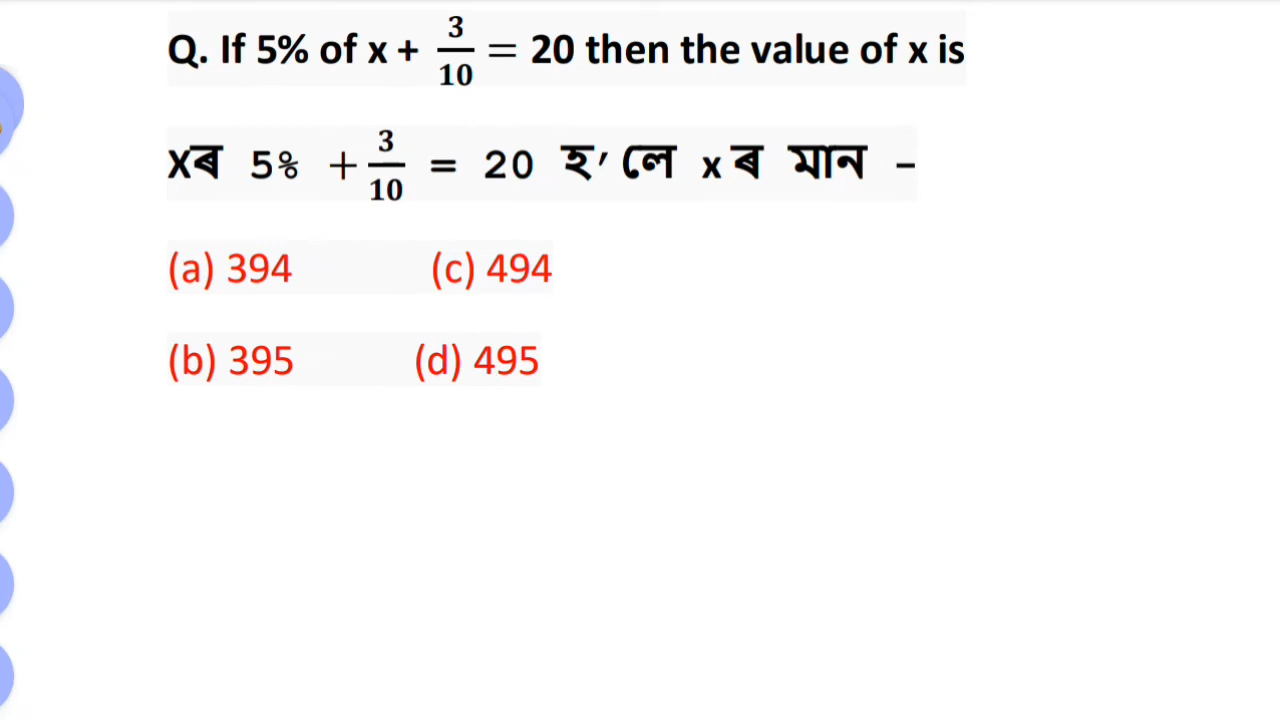 Q. If 5% of x + 3/10 = 20 then the value of x is
Xৰ 5% + 3/10 = 20 হ’লে xৰ মান –
(a) 394 (c) 494
(b) 395 (d) 495